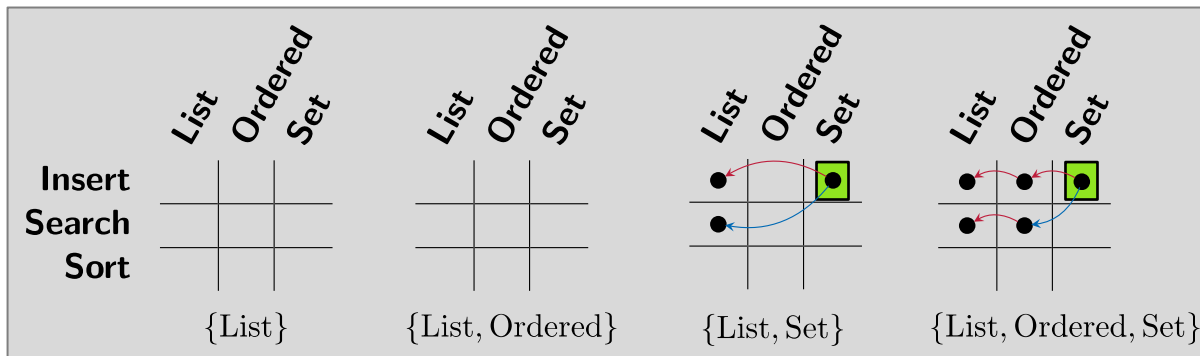 List Ordered Set List Ordered Set List Ordered Set List Ordered Set
Insert
Search
Sort
{List} {List, Ordered} {List, Set} {List, Ordered, Set}